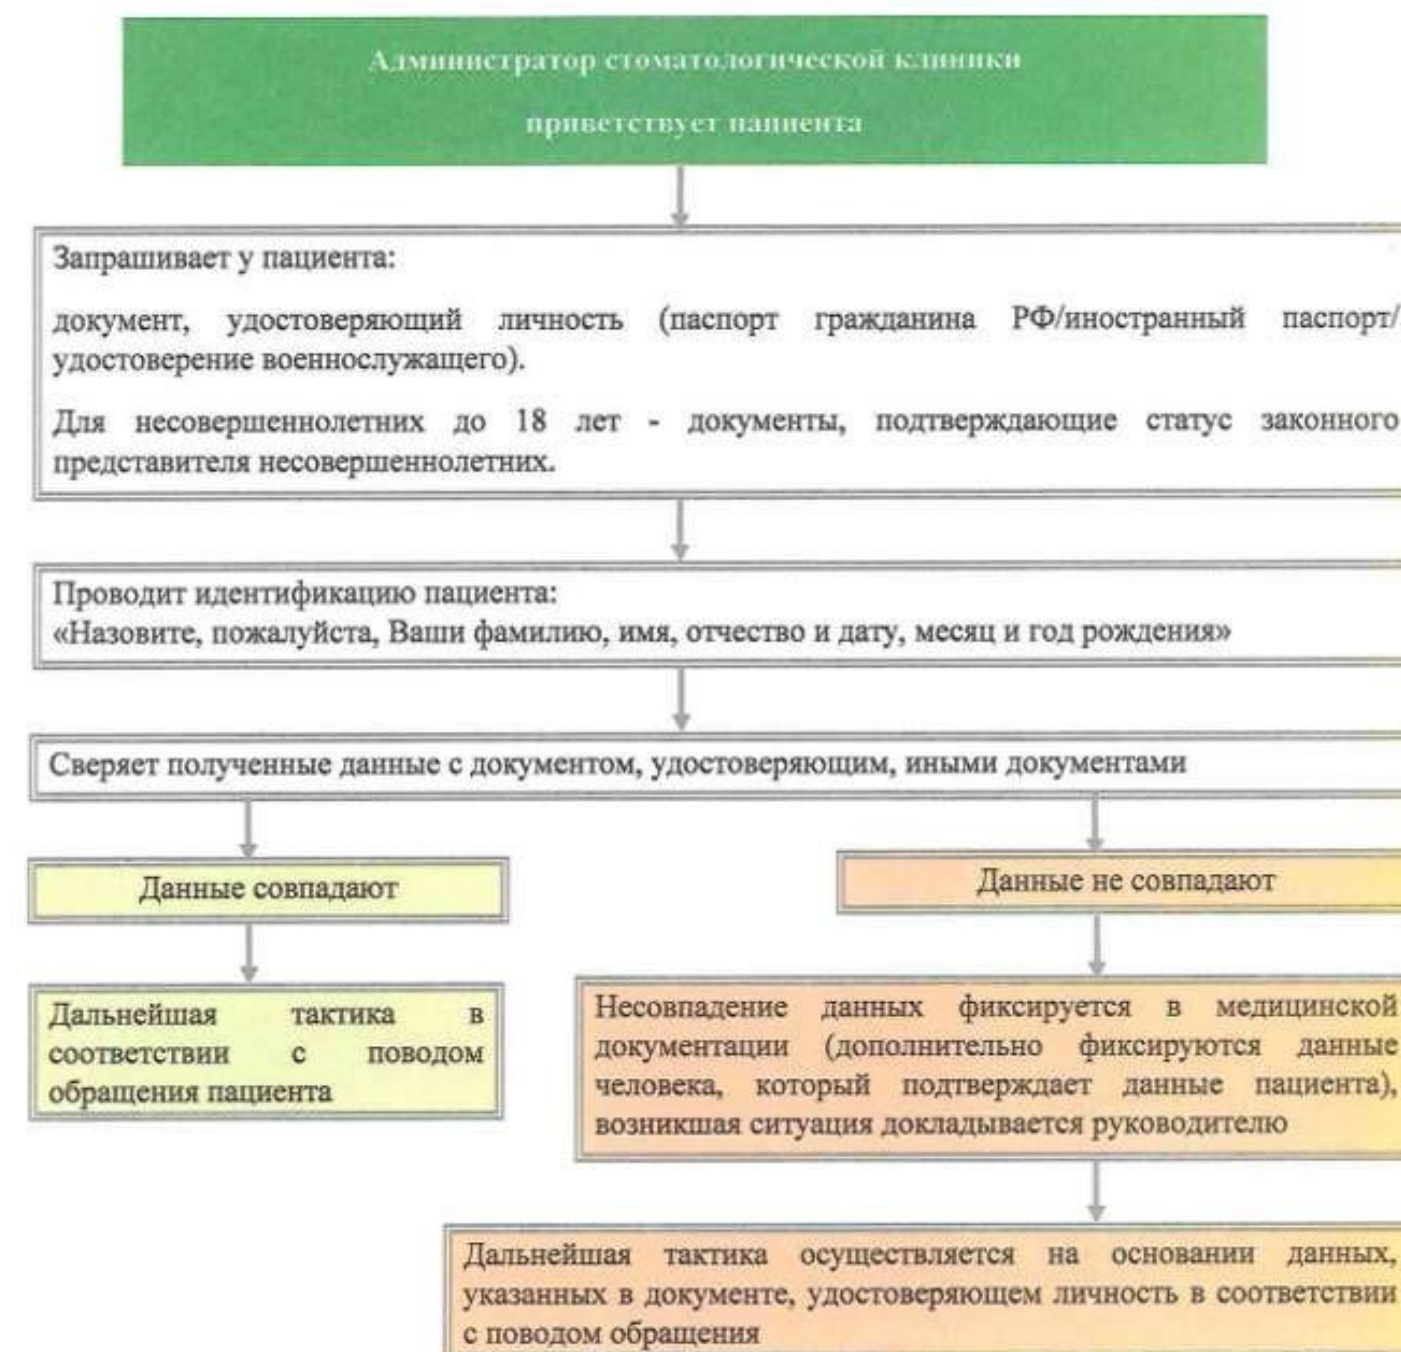 Администратор стоматологической клиники
приветствует пациента
Запрашивает у пациента:
документ, удостоверяющий личность (паспорт гражданина РФ/иностранный паспорт/
удостоверение военнослужащего).
Для несовершеннолетних до 18 лет - документы, подтверждающие статус законного
представителя несовершеннолетних.
Проводит идентификацию пациента:
«Назовите, пожалуйста, Ваши фамилию, имя, отчество и дату, месяц и год рождения»
Сверяет полученные данные с документом, удостоверяющим, иными документами
Данные совпадают
Данные не совпадают
Дальнейшая тактика в
соответствии с поводом
обращения пациента
Несовпадение данных фиксируется в медицинской
документации (дополнительно фиксируются данные
человека, который подтверждает данные пациента),
возникшая ситуация докладывается руководителю
Дальнейшая тактика осуществляется на основании данных,
указанных в документе, удостоверяющем личность в соответствии
с поводом обращения